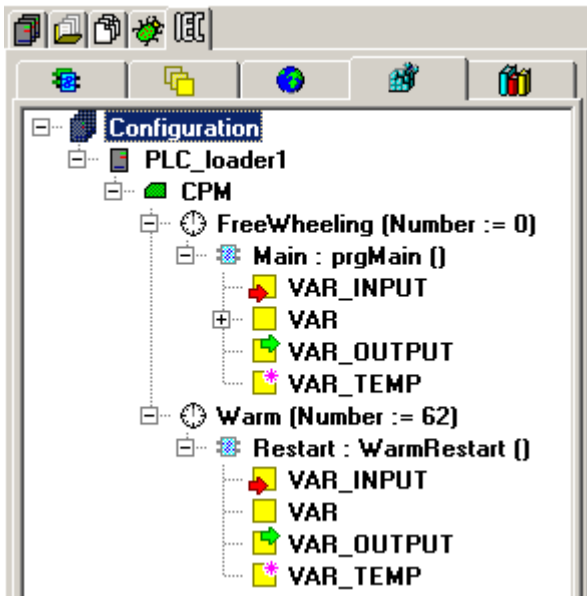 IEC
Configuration
PLC_loader1
CPM
FreeWheeling (Number := 0)
Main : prgMain ()
VAR_INPUT
VAR
VAR_OUTPUT
VAR_TEMP
Warm (Number := 62)
Restart : WarmRestart ()
VAR_INPUT
VAR
VAR_OUTPUT
VAR_TEMP